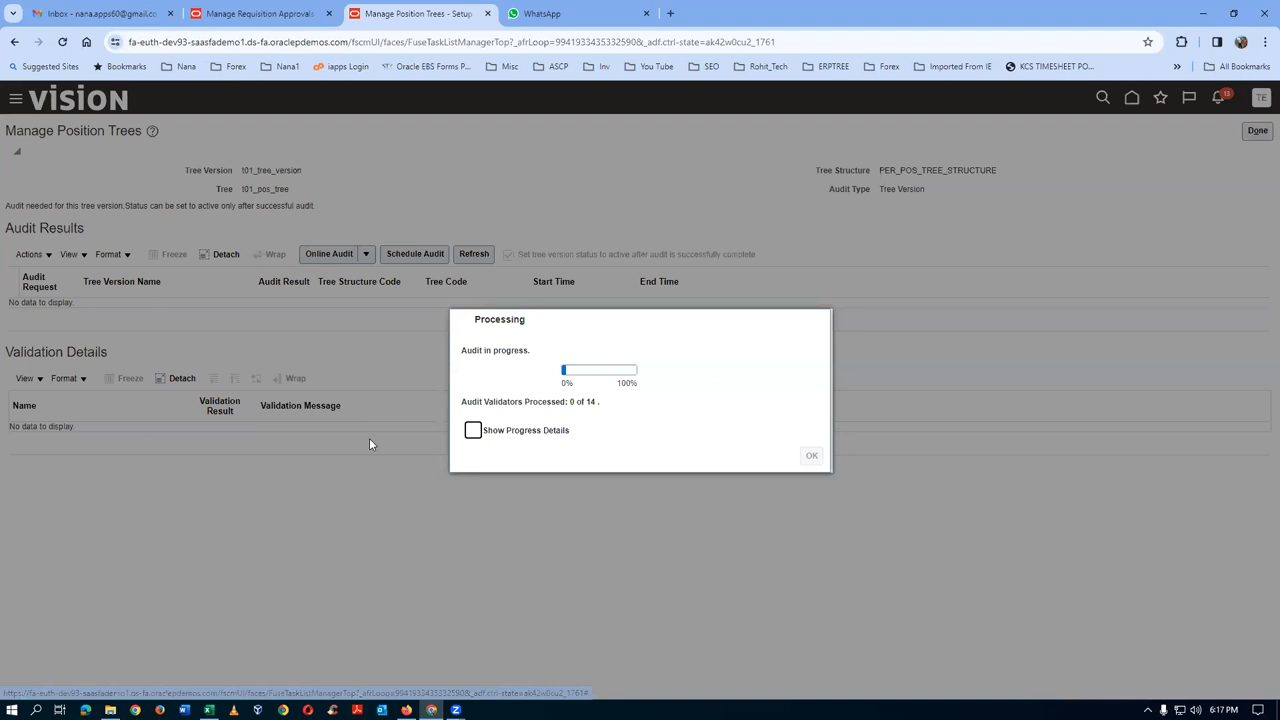 Inbox - nana.apps60@gmail.co
Manage Requisition Approvals
Manage Position Trees - Setup
WhatsApp
fa-euth-dev93-saasfademo1.ds-fa.oraclepdemos.com/fscmUI/faces/FuseTaskListManagerTop?_afrLoop=99419334353325908&_adf.ctrl-state=ak42w0cu2_1761
Suggested Sites
Bookmarks
Nana
Forex
Nana1
iapps Login
Oracle EBS Forms P...
Misc
ASCP
Inv
You Tube
SEO
Rohit_Tech
ERPTREE
Forex
Imported From IE
KCS TIMESHEET PO...
»
All Bookmarks
VISION
13
TE
Manage Position Trees
Done
Tree Version t01_tree_version
Tree Structure PER_POS_TREE_STRUCTURE
Tree t01_pos_tree
Audit Type Tree Version
Audit needed for this tree version.Status can be set to active only after successful audit.
Audit Results
Actions View Format Freeze Detach Wrap Online Audit Schedule Audit Refresh Set tree version status to active after audit is successfully complete
Audit Request
Tree Version Name
Audit Result
Tree Structure Code
Tree Code
Start Time
End Time
No data to display.
Processing
Audit in progress.
0% 100%
Audit Validators Processed: 0 of 14 .
Show Progress Details
OK
Validation Details
View Format Freeze Detach Wrap
Name
Validation Result
Validation Message
No data to display.
6:17 PM